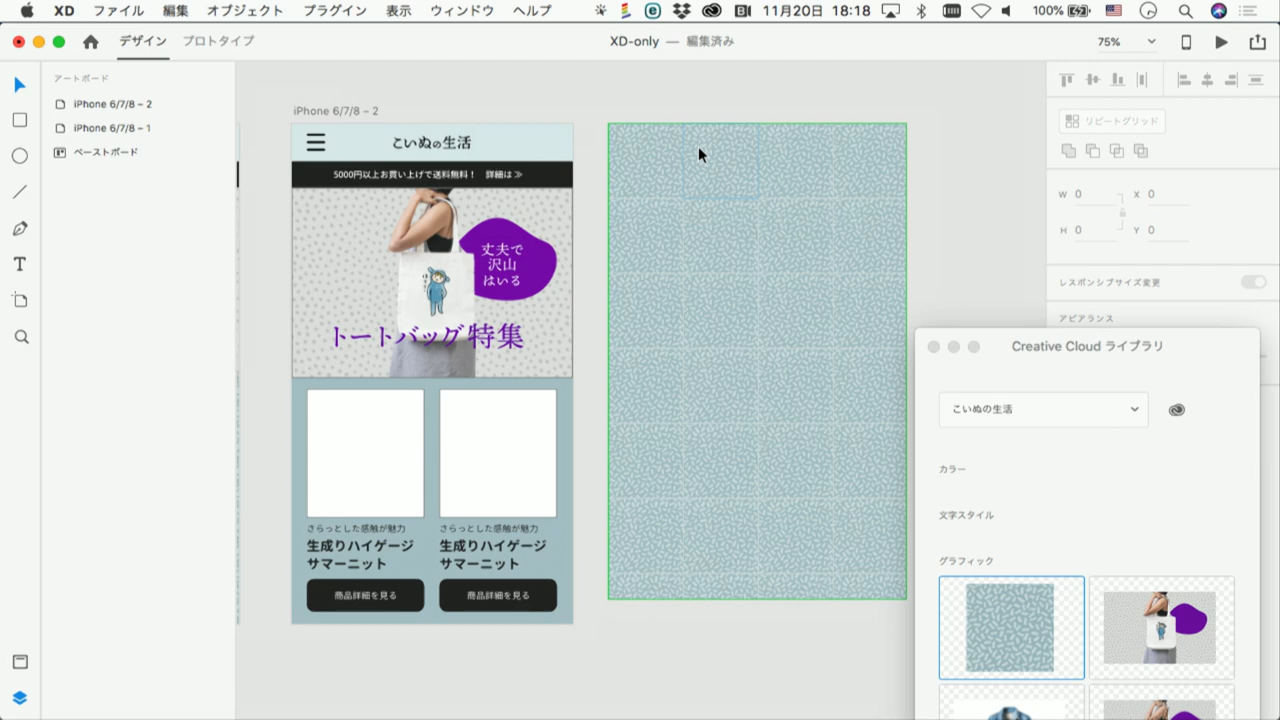 XD ファイル 編集 オブジェクト プラグイン 表示 ウィンドウ ヘルプ 11月20日 18:18 100%
デザイン プロトタイプ XD-only — 編集済み 75%
アートボード
iPhone 6/7/8 – 2
iPhone 6/7/8 – 1
ペーストボード
iPhone 6/7/8 – 2
こいぬの生活
5000円以上お買い上げで送料無料！ 詳細は ≫
丈夫で
沢山
はいる
トートバッグ特集
さらっとした感触が魅力 さらっとした感触が魅力
生成りハイゲージ 生成りハイゲージ
サマーニット サマーニット
商品詳細を見る 商品詳細を見る
リピートグリッド
W 0 X 0
H 0 Y 0
レスポンシブサイズ変更
アピアランス
Creative Cloud ライブラリ
こいぬの生活
カラー
文字スタイル
グラフィック